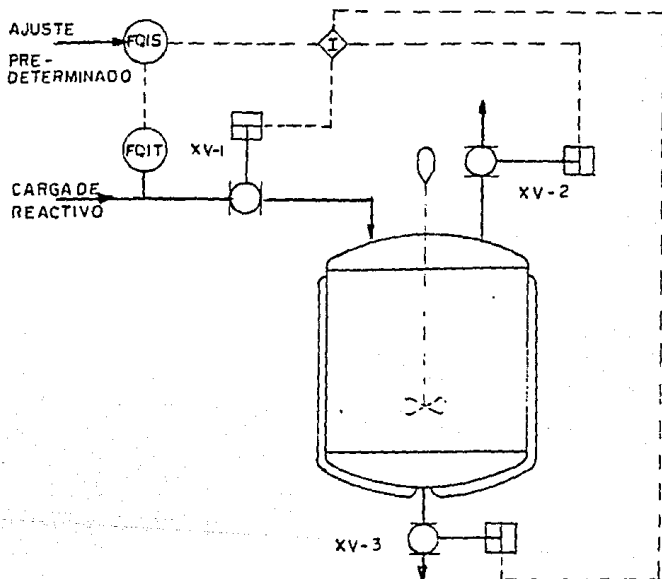 AJUSTE
PRE-
DETERMINADO
FQIS
I
FQIT
XV-1
CARGA DE
REACTIVO
XV-2
XV-3